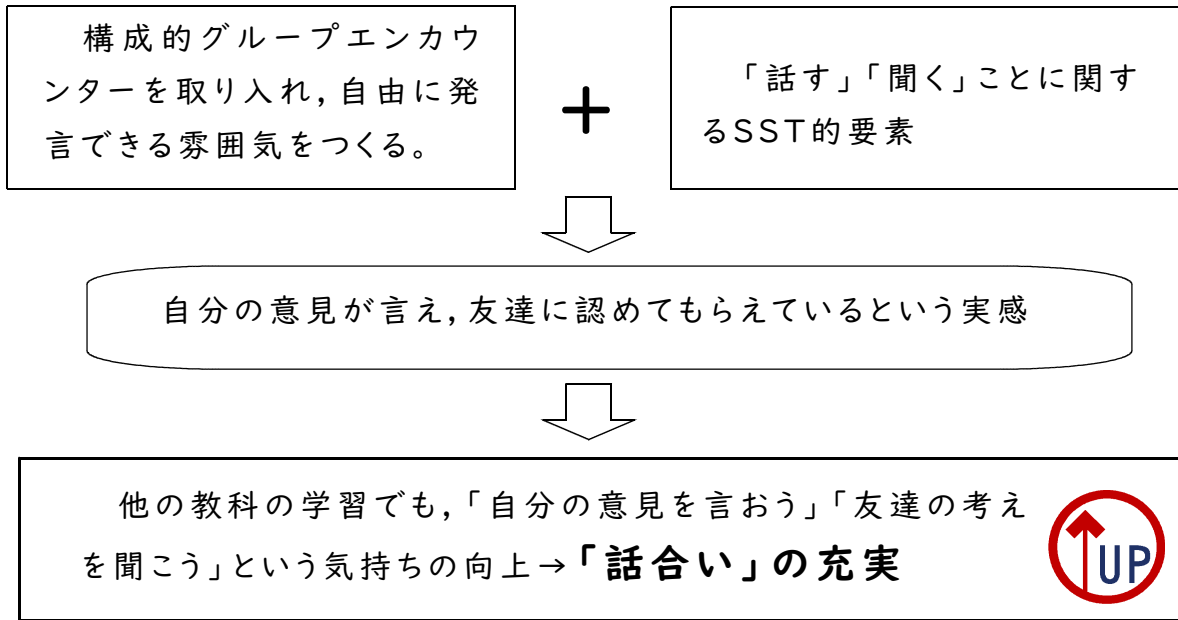 構成的グループエンカウ
ンターを取り入れ,自由に発
言できる雰囲気をつくる。
+
「話す」「聞く」ことに関す
るSST的要素
自分の意見が言え,友達に認めてもらえているという実感
他の教科の学習でも,「自分の意見を言おう」「友達の考え
を聞こう」という気持ちの向上→「話合い」の充実
UP